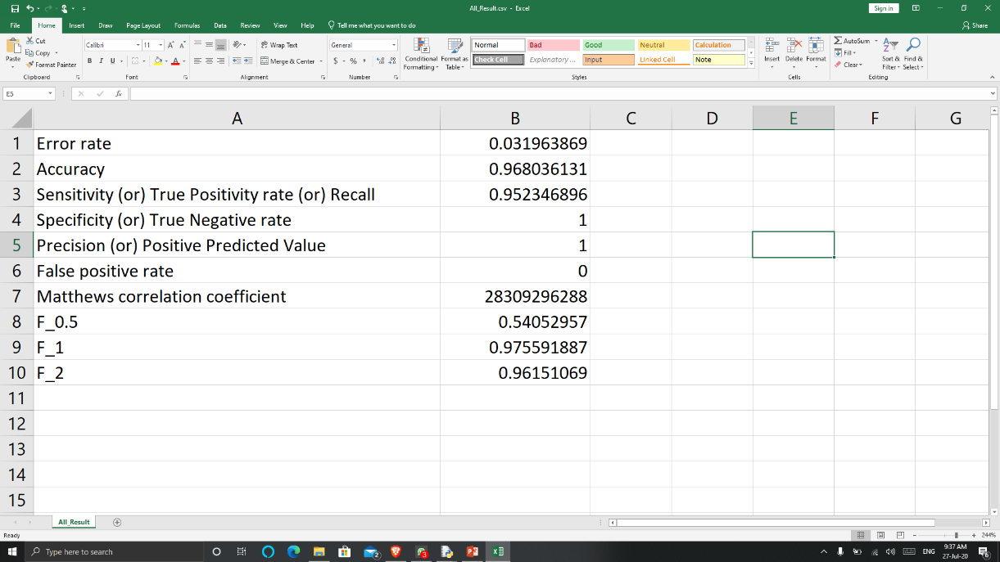 All_Result.csv - Excel
Sign in
File Home Insert Draw Page Layout Formulas Data Review View Help Tell me what you want to do
Share
Paste
Cut
Copy
Format Painter
Clipboard
Calibri 11
B I U
Font
Wrap Text
Merge & Center
Alignment
General
$ % ,
Number
Conditional Formatting
Format as Table
Normal Bad Good Neutral Calculation
Check Cell Explanatory ... Input Linked Cell Note
Styles
Insert Delete Format
Cells
AutoSum
Fill
Clear
Sort & Filter
Find & Select
Editing
E5
fx
A B C D E F G
1 Error rate 0.031963869
2 Accuracy 0.968036131
3 Sensitivity (or) True Positivity rate (or) Recall 0.952346896
4 Specificity (or) True Negative rate 1
5 Precision (or) Positive Predicted Value 1
6 False positive rate 0
7 Matthews correlation coefficient 28309296288
8 F_0.5 0.54052957
9 F_1 0.975591887
10 F_2 0.96151069
11
12
13
14
15
All_Result
Ready
244%
Type here to search
2
3
ENG
9:37 AM
27-Jul-20
6